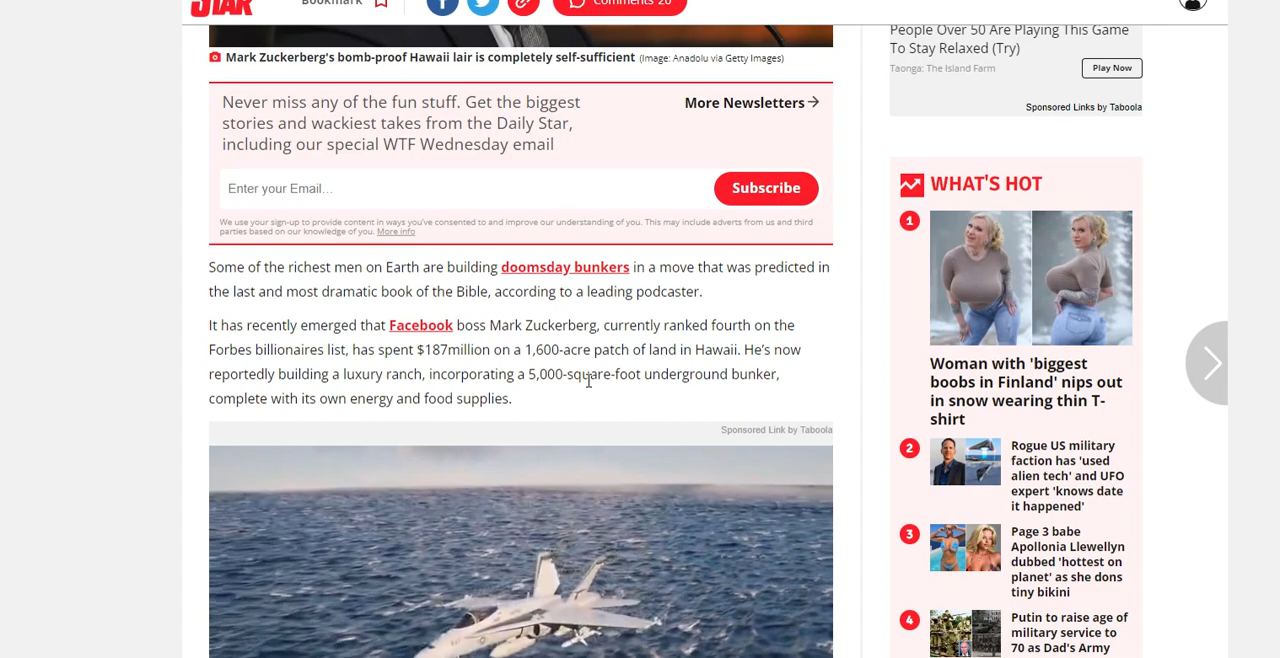 STAR
Bookmark
Comments 20
Mark Zuckerberg's bomb-proof Hawaii lair is completely self-sufficient (Image: Anadolu via Getty Images)
Never miss any of the fun stuff. Get the biggest
stories and wackiest takes from the Daily Star,
including our special WTF Wednesday email
More Newsletters
Enter your Email...
Subscribe
We use your sign-up to provide content in ways you've consented to and improve our understanding of you. This may include adverts from us and third
parties based on our knowledge of you. More info
Some of the richest men on Earth are building doomsday bunkers in a move that was predicted in
the last and most dramatic book of the Bible, according to a leading podcaster.
It has recently emerged that Facebook boss Mark Zuckerberg, currently ranked fourth on the
Forbes billionaires list, has spent $187million on a 1,600-acre patch of land in Hawaii. He's now
reportedly building a luxury ranch, incorporating a 5,000-square-foot underground bunker,
complete with its own energy and food supplies.
Sponsored Link by Taboola
People Over 50 Are Playing This Game
To Stay Relaxed (Try)
Taonga: The Island Farm
Play Now
Sponsored Links by Taboola
WHAT'S HOT
1
Woman with 'biggest
boobs in Finland' nips out
in snow wearing thin T-
shirt
2
Rogue US military
faction has 'used
alien tech' and UFO
expert 'knows date
it happened'
3
Page 3 babe
Apollonia Llewellyn
dubbed 'hottest on
planet' as she dons
tiny bikini
4
Putin to raise age of
military service to
70 as Dad's Army